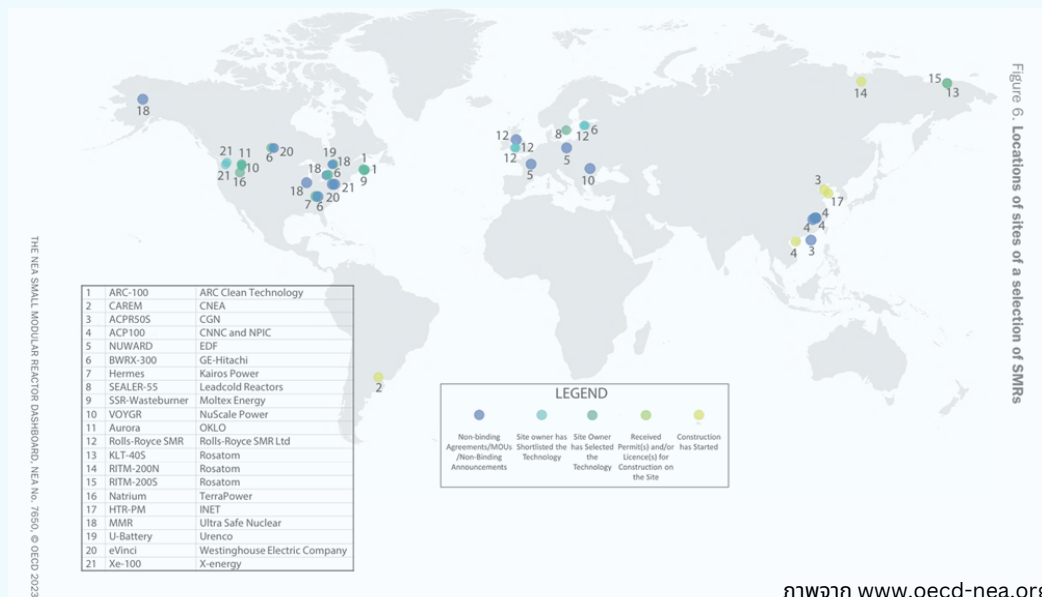 Figure 6. Locations of sites of a selection of SMRs
18
21
11
10
21
16
6
20
19
18
18
6
1
1
9
18
21
20
7
6
12
12
12
8
12
6
5
5
10
14
15
13
3
17
4
4
4
4
3
2
1 ARC-100 ARC Clean Technology
2 CAREM CNEA
3 ACPR50S CGN
4 ACP100 CNNC and NPIC
5 NUWARD EDF
6 BWRX-300 GE-Hitachi
7 Hermes Kairos Power
8 SEALER-55 Leadcold Reactors
9 SSR-Wasteburner Moltex Energy
10 VOYGR NuScale Power
11 Aurora OKLO
12 Rolls-Royce SMR Rolls-Royce SMR Ltd
13 KLT-40S Rosatom
14 RITM-200N Rosatom
15 RITM-200S Rosatom
16 Natrium TerraPower
17 HTR-PM INET
18 MMR Ultra Safe Nuclear
19 U-Battery Urenco
20 eVinci Westinghouse Electric Company
21 Xe-100 X-energy
LEGEND
Non-binding
Agreements/MOUs
/Non-Binding
Announcements
Site owner has
Shortlisted the
Technology
Site Owner
has Selected
the
Technology
Received
Permit(s) and/or
Licence(s) for
Construction on
the Site
Construction
has Started
THE NEA SMALL MODULAR REACTOR DASHBOARD, NEA No. 7650, © OECD 2023
ภาพจาก www.oecd-nea.org